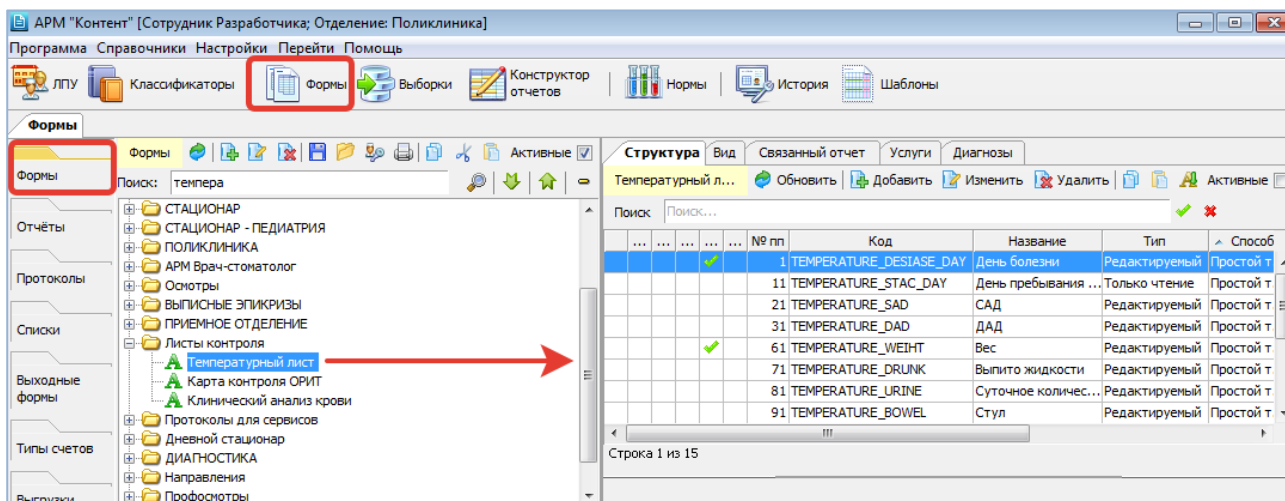 АРМ "Контент" [Сотрудник Разработчика; Отделение: Поликлиника]
Программа Справочники Настройки Перейти Помощь
ЛПУ Классификаторы Формы Выборки Конструктор отчетов Нормы История Шаблоны
Формы
Формы
Отчёты
Протоколы
Списки
Выходные формы
Типы счетов
Выгрузки
Формы Активные
Поиск: темпера
СТАЦИОНАР
СТАЦИОНАР - ПЕДИАТРИЯ
ПОЛИКЛИНИКА
АРМ Врач-стоматолог
Осмотры
ВЫПИСНЫЕ ЭПИКРИЗЫ
ПРИЕМНОЕ ОТДЕЛЕНИЕ
Листы контроля
Температурный лист
Карта контроля ОРИТ
Клинический анализ крови
Протоколы для сервисов
Дневной стационар
ДИАГНОСТИКА
Направления
Профосмотры
Структура Вид Связанный отчет Услуги Диагнозы
Температурный л... Обновить Добавить Изменить Удалить Активные
Поиск Поиск...
... ... ... ... ... № пп Код Название Тип Способ
1 TEMPERATURE_DESIASE_DAY День болезни Редактируемый Простой т
11 TEMPERATURE_STAC_DAY День пребывания ... Только чтение Простой т
21 TEMPERATURE_SAD САД Редактируемый Простой т
31 TEMPERATURE_DAD ДАД Редактируемый Простой т
61 TEMPERATURE_WEIHT Вес Редактируемый Простой т
71 TEMPERATURE_DRUNK Выпито жидкости Редактируемый Простой т
81 TEMPERATURE_URINE Суточное количес... Редактируемый Простой т
91 TEMPERATURE_BOWEL Стул Редактируемый Простой т
Строка 1 из 15